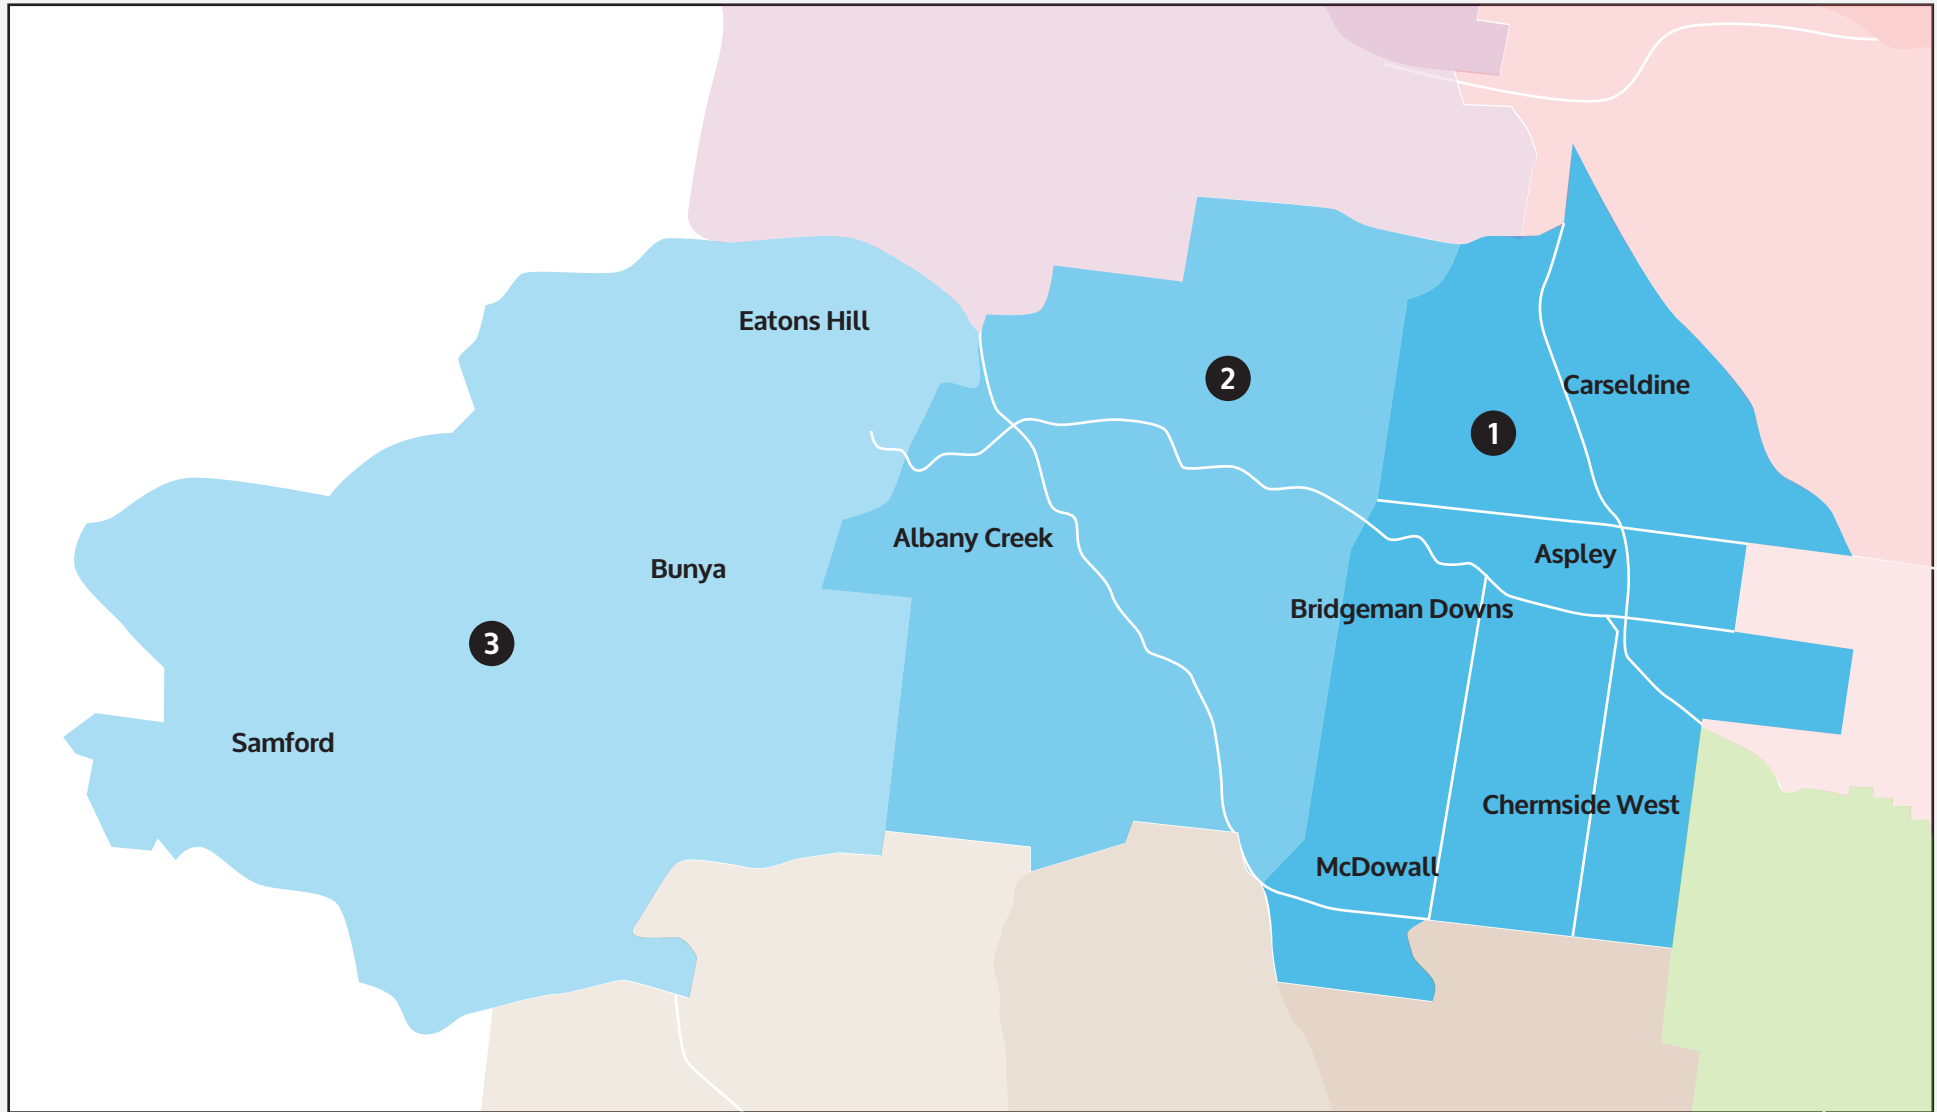 Eatons Hill
2
Carseldine
1
Albany Creek
Aspley
Bunya
Bridgeman Downs
3
Samford
Chermside West
McDowall